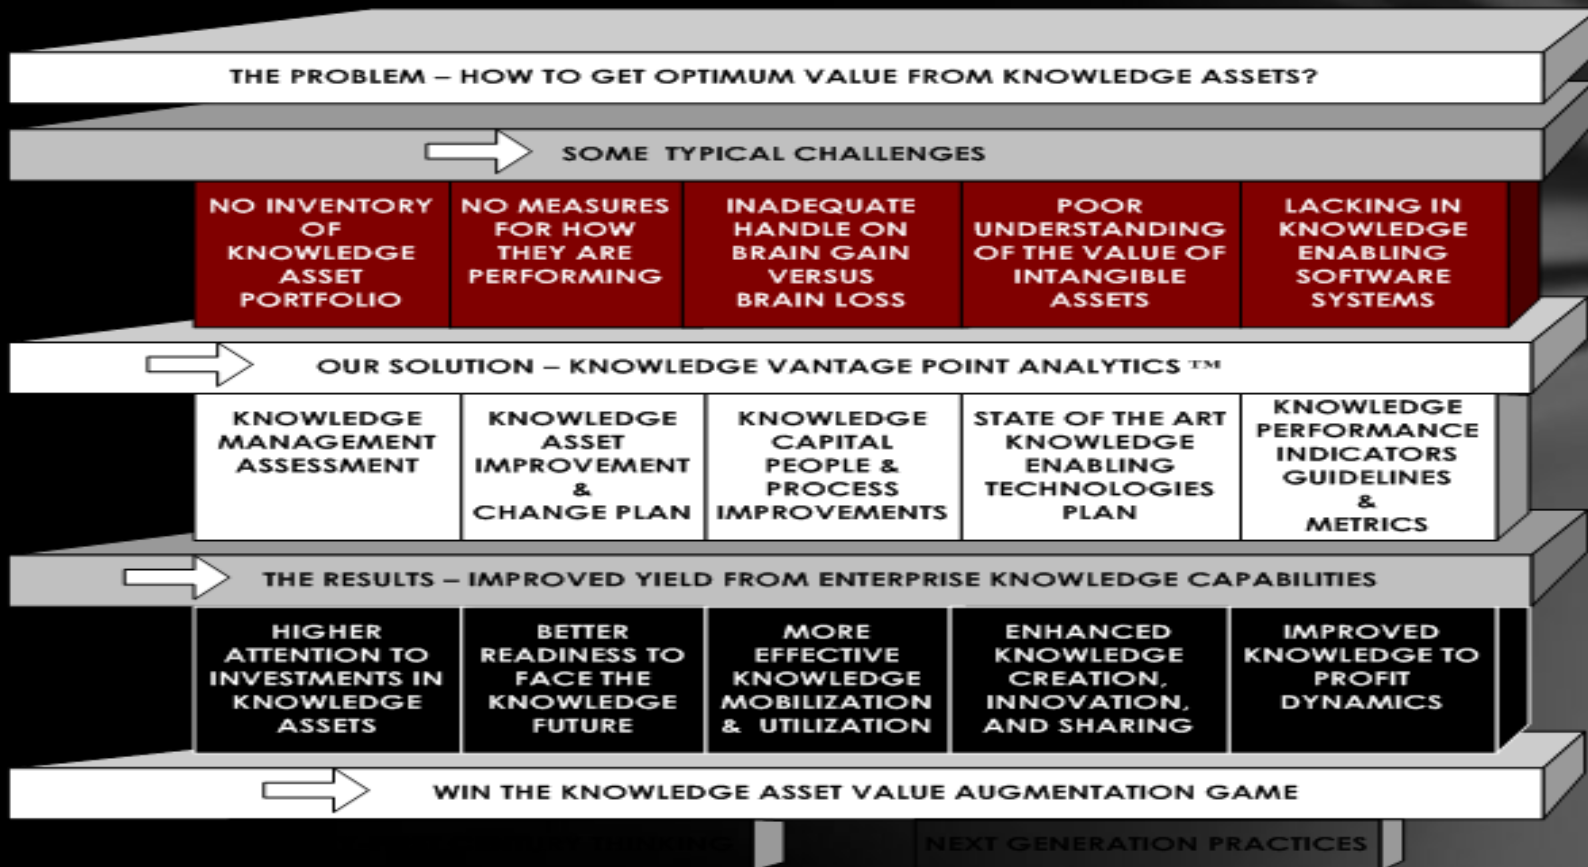 THE PROBLEM – HOW TO GET OPTIMUM VALUE FROM KNOWLEDGE ASSETS?
SOME TYPICAL CHALLENGES
NO INVENTORY
OF
KNOWLEDGE
ASSET
PORTFOLIO
NO MEASURES
FOR HOW
THEY ARE
PERFORMING
INADEQUATE
HANDLE ON
BRAIN GAIN
VERSUS
BRAIN LOSS
POOR
UNDERSTANDING
OF THE VALUE OF
INTANGIBLE
ASSETS
LACKING IN
KNOWLEDGE
ENABLING
SOFTWARE
SYSTEMS
OUR SOLUTION – KNOWLEDGE VANTAGE POINT ANALYTICS ™
KNOWLEDGE
MANAGEMENT
ASSESSMENT
KNOWLEDGE
ASSET
IMPROVEMENT
&
CHANGE PLAN
KNOWLEDGE
CAPITAL
PEOPLE &
PROCESS
IMPROVEMENTS
STATE OF THE ART
KNOWLEDGE
ENABLING
TECHNOLOGIES
PLAN
KNOWLEDGE
PERFORMANCE
INDICATORS
GUIDELINES
&
METRICS
THE RESULTS – IMPROVED YIELD FROM ENTERPRISE KNOWLEDGE CAPABILITIES
HIGHER
ATTENTION TO
INVESTMENTS IN
KNOWLEDGE
ASSETS
BETTER
READINESS TO
FACE THE
KNOWLEDGE
FUTURE
MORE
EFFECTIVE
KNOWLEDGE
MOBILIZATION
& UTILIZATION
ENHANCED
KNOWLEDGE
CREATION,
INNOVATION,
AND SHARING
IMPROVED
KNOWLEDGE TO
PROFIT
DYNAMICS
WIN THE KNOWLEDGE ASSET VALUE AUGMENTATION GAME
THINKING
NEXT GENERATION PRACTICES